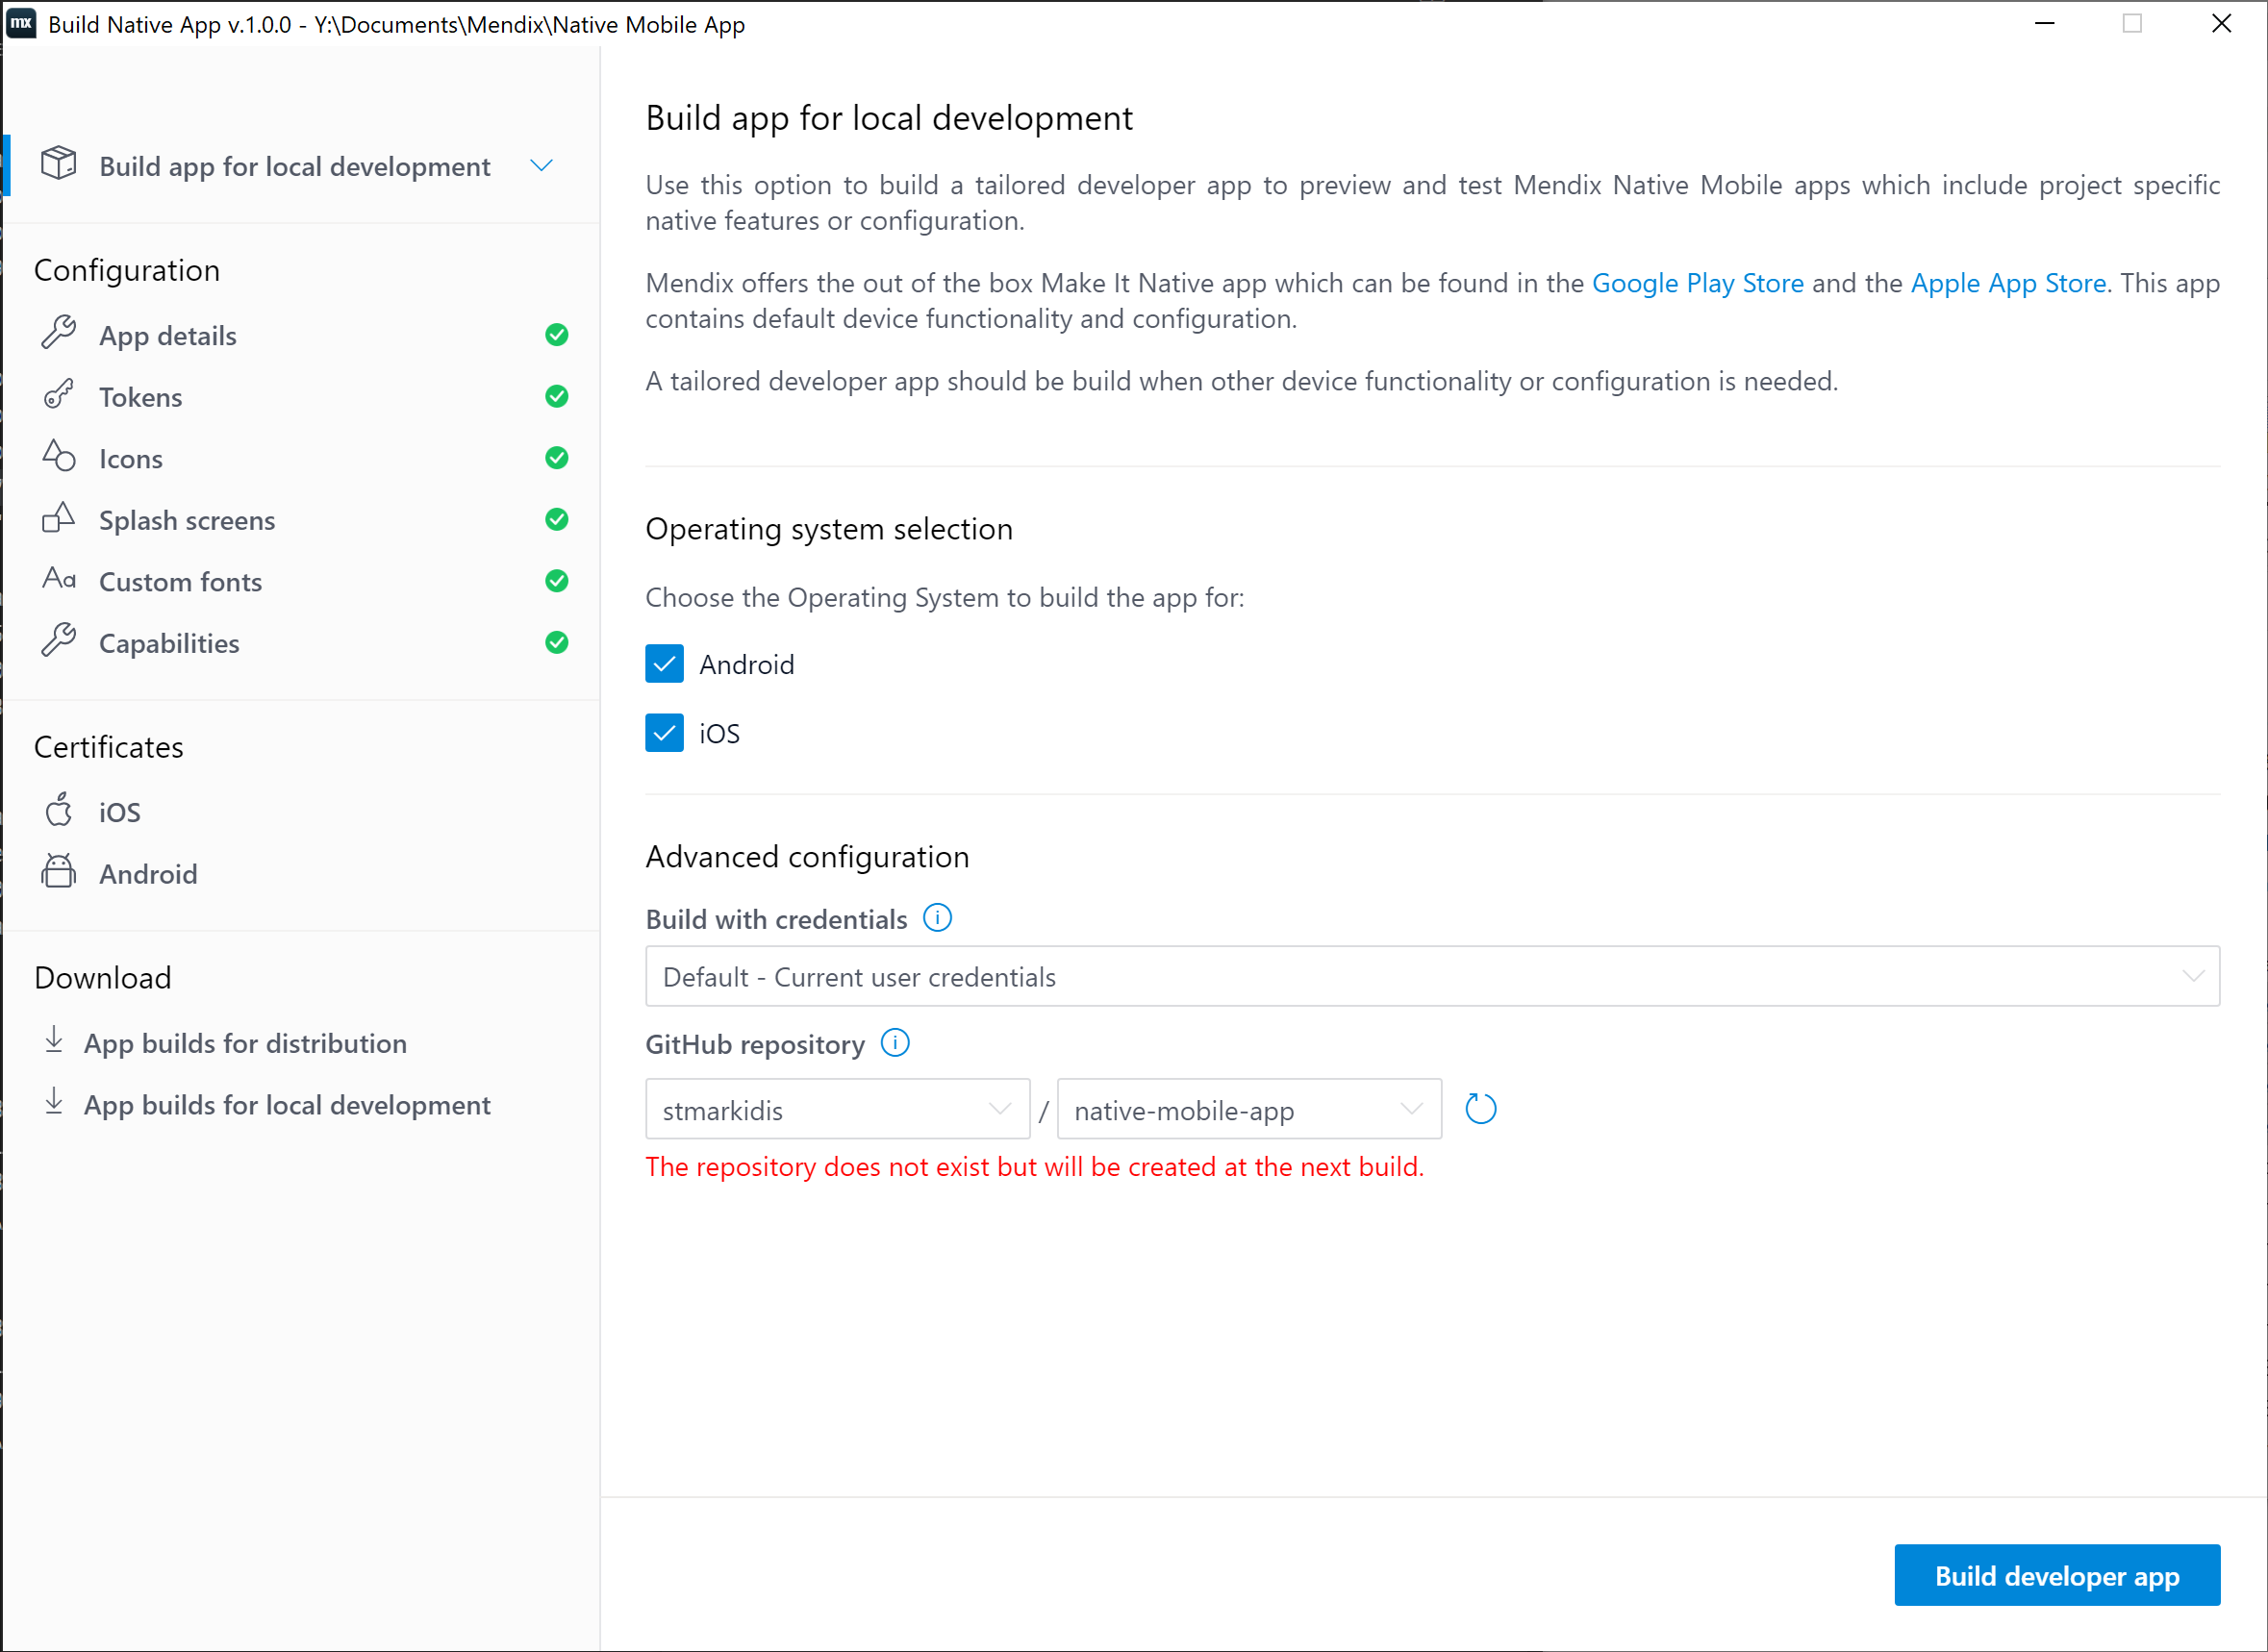 mx Build Native App v.1.0.0 - Y:\Documents\Mendix\Native Mobile App
Build app for local development
Configuration
App details
Tokens
Icons
Splash screens
Aa Custom fonts
Capabilities
Certificates
iOS
Android
Download
App builds for distribution
App builds for local development
Build app for local development
Use this option to build a tailored developer app to preview and test Mendix Native Mobile apps which include project specific
native features or configuration.
Mendix offers the out of the box Make It Native app which can be found in the Google Play Store and the Apple App Store. This app
contains default device functionality and configuration.
A tailored developer app should be build when other device functionality or configuration is needed.
Operating system selection
Choose the Operating System to build the app for:
Android
iOS
Advanced configuration
Build with credentials
Default - Current user credentials
GitHub repository
stmarkidis / native-mobile-app
The repository does not exist but will be created at the next build.
Build developer app